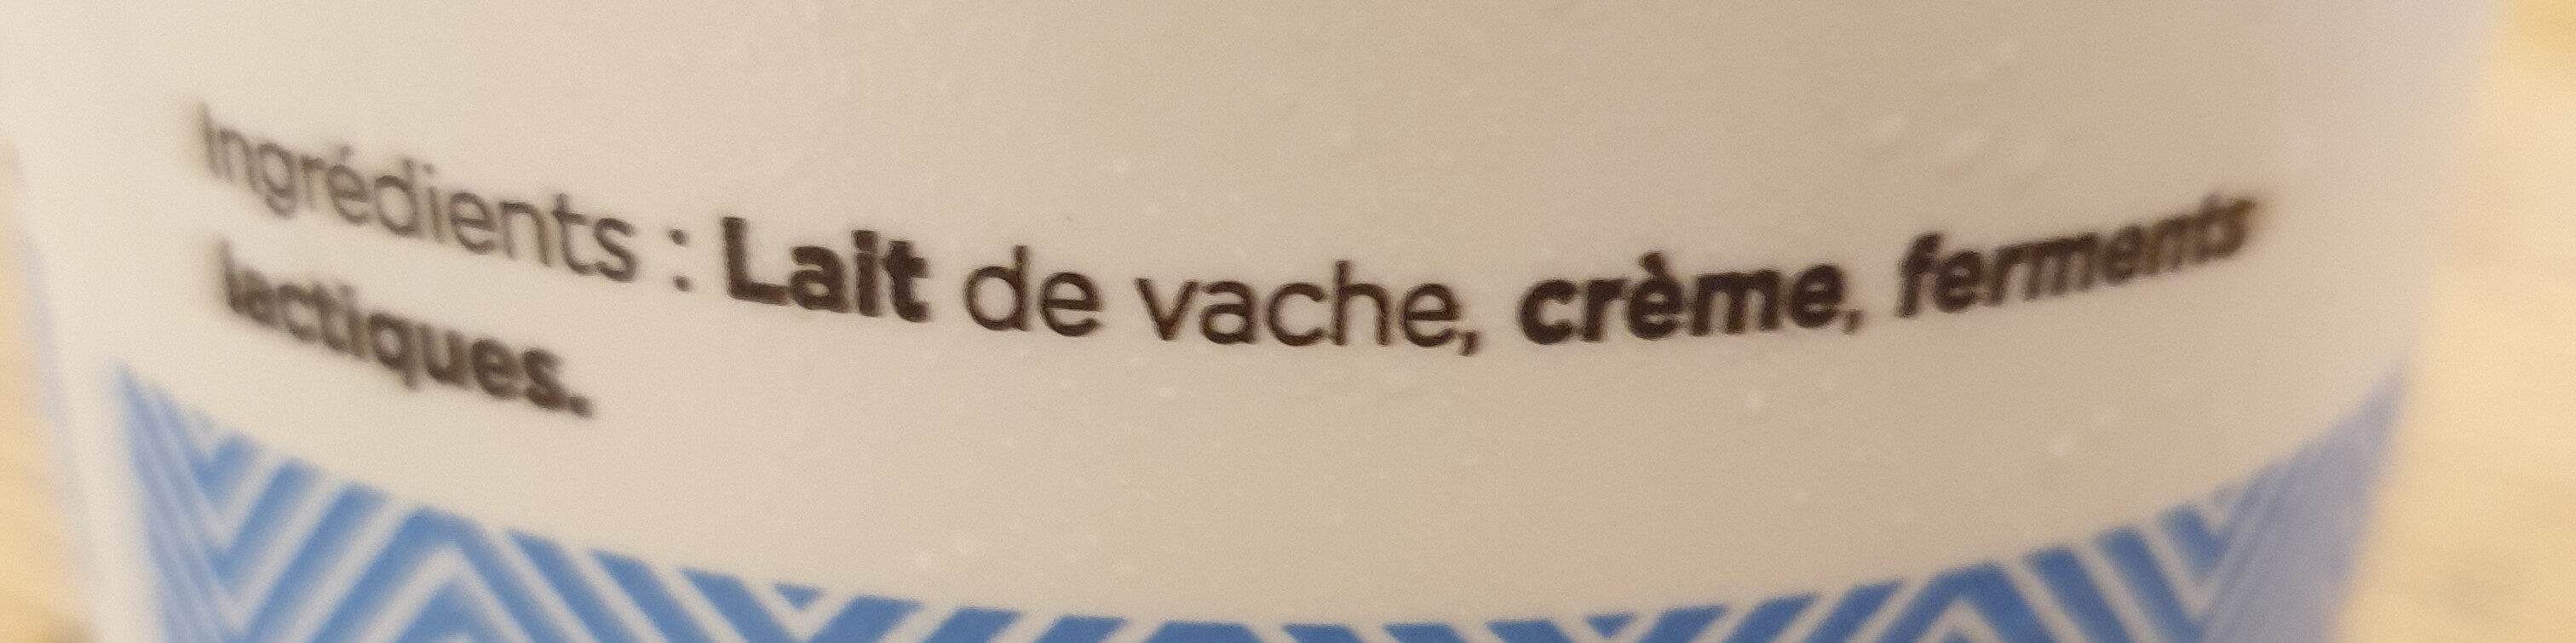 Ingrédients : Lait de vache, crème, ferments
lactiques.